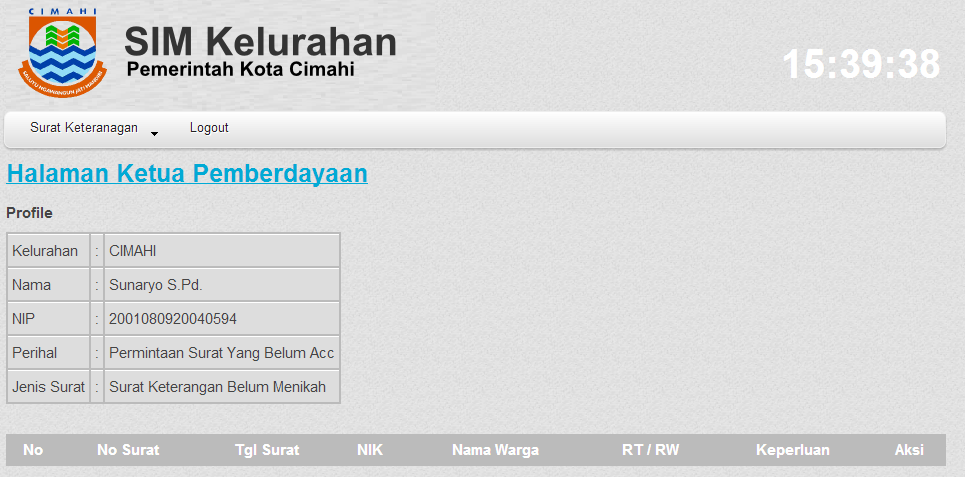 CIMAHI
SIM Kelurahan
Pemerintah Kota Cimahi
15:39:38
Surat Keteranagan Logout
Halaman Ketua Pemberdayaan
Profile
Kelurahan : CIMAHI
Nama : Sunaryo S.Pd.
NIP : 2001080920040594
Perihal : Permintaan Surat Yang Belum Acc
Jenis Surat : Surat Keterangan Belum Menikah
No No Surat Tgl Surat NIK Nama Warga RT / RW Keperluan Aksi